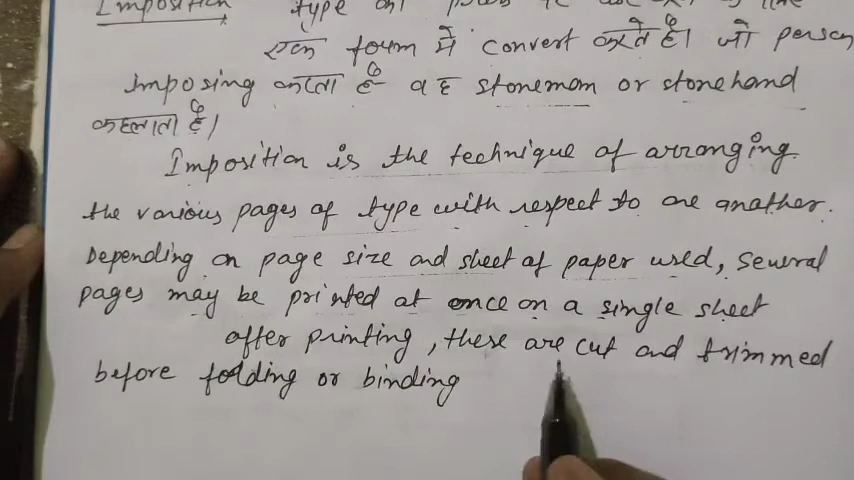 Imposition type
एक form मे convert करते है। जो person
imposing करता है वह stoneman or stonehand
कहलाता है।
Imposition is the technique of arranging
the various pages of type with respect to one another.
Depending on page size and sheet of paper used, several
pages may be printed at once on a single sheet
after printing, these are cut and trimmed
before folding or binding